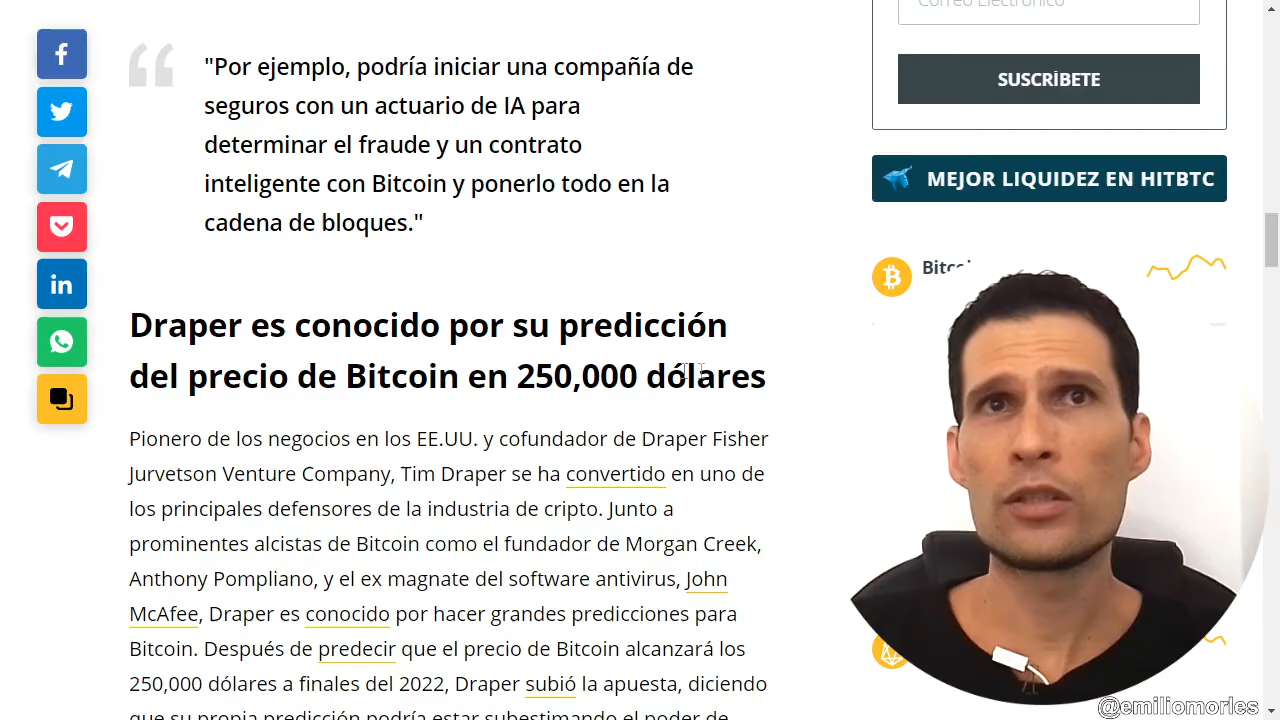 Correo Electrónico
SUSCRÍBETE
"Por ejemplo, podría iniciar una compañía de
seguros con un actuario de IA para
determinar el fraude y un contrato
inteligente con Bitcoin y ponerlo todo en la
cadena de bloques."
MEJOR LIQUIDEZ EN HITBTC
Draper es conocido por su predicción
del precio de Bitcoin en 250,000 dólares
Pionero de los negocios en los EE.UU. y cofundador de Draper Fisher
Jurvetson Venture Company, Tim Draper se ha convertido en uno de
los principales defensores de la industria de cripto. Junto a
prominentes alcistas de Bitcoin como el fundador de Morgan Creek,
Anthony Pompliano, y el ex magnate del software antivirus, John
McAfee, Draper es conocido por hacer grandes predicciones para
Bitcoin. Después de predecir que el precio de Bitcoin alcanzará los
250,000 dólares a finales del 2022, Draper subió la apuesta, diciendo
que su propia predicción podría estar subestimando el poder de
@emiliomorles